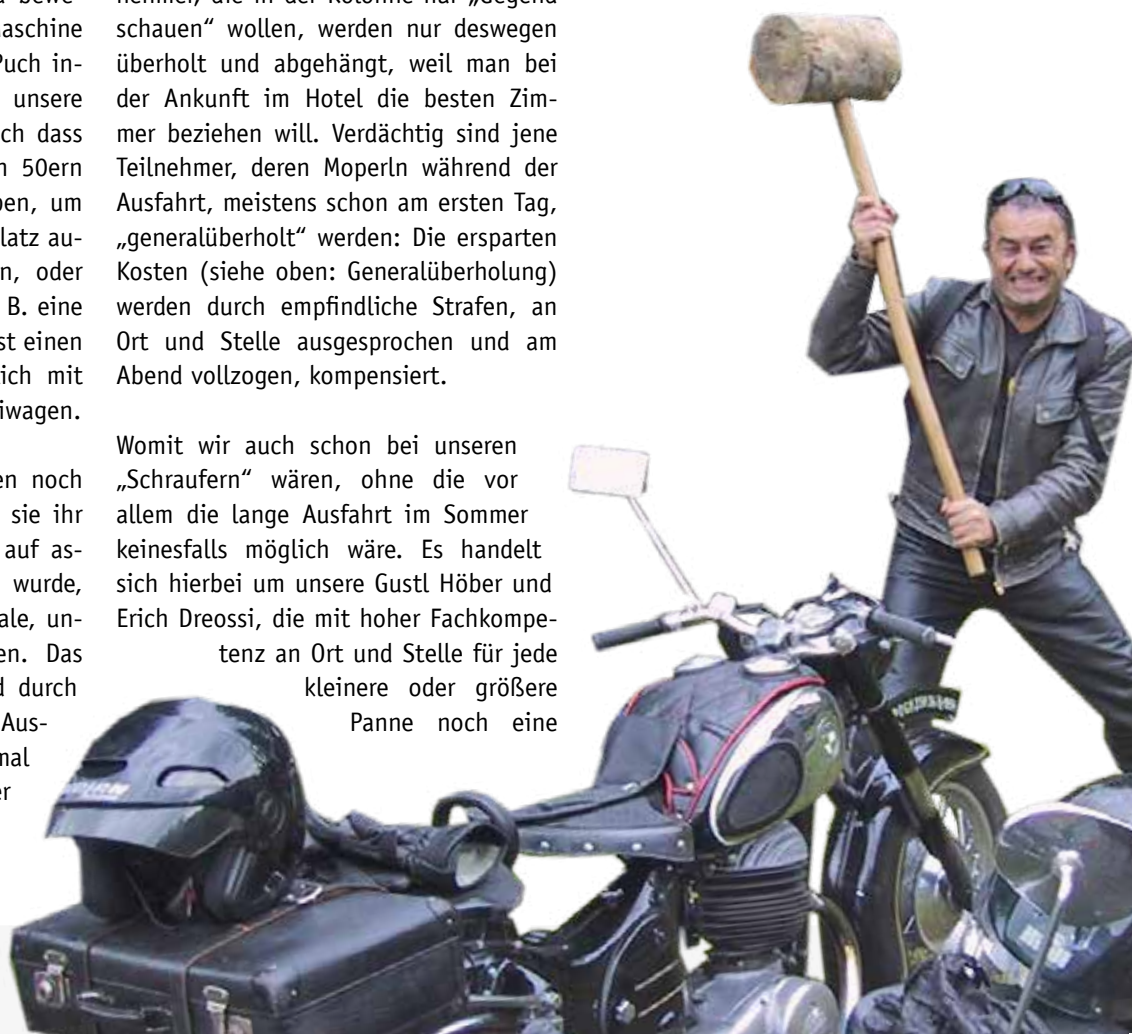 bewe-
aschine
Puch in-
unsere
ch dass
n 50ern
ben, um
latz au-
n, oder
B. eine
st einen
ich mit
iwagen.
en noch
sie ihr
auf as-
wurde,
ale, un-
en. Das
d durch
Aus-
mal
er
nehmer, die in der Kolonne nur „Gegend
schauen“ wollen, werden nur deswegen
überholt und abgehängt, weil man bei
der Ankunft im Hotel die besten Zim-
mer beziehen will. Verdächtig sind jene
Teilnehmer, deren Moperln während der
Ausfahrt, meistens schon am ersten Tag,
„generalüberholt“ werden: Die ersparten
Kosten (siehe oben: Generalüberholung)
werden durch empfindliche Strafen, an
Ort und Stelle ausgesprochen und am
Abend vollzogen, kompensiert.
Womit wir auch schon bei unseren
„Schraufern“ wären, ohne die vor
allem die lange Ausfahrt im Sommer
keinesfalls möglich wäre. Es handelt
sich hierbei um unsere Gustl Höber und
Erich Dreossi, die mit hoher Fachkompe-
tenz an Ort und Stelle für jede
kleinere oder größere
Panne noch eine